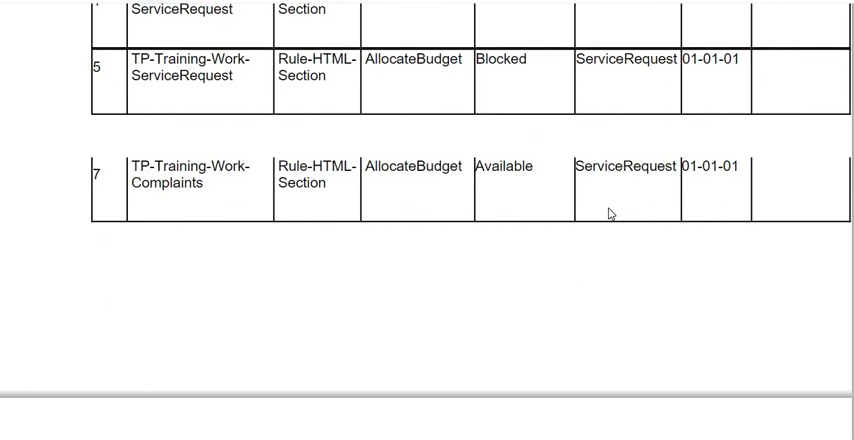 ServiceRequest Section
5 TP-Training-Work- Rule-HTML- AllocateBudget Blocked ServiceRequest 01-01-01
ServiceRequest Section
7 TP-Training-Work- Rule-HTML- AllocateBudget Available ServiceRequest 01-01-01
Complaints Section